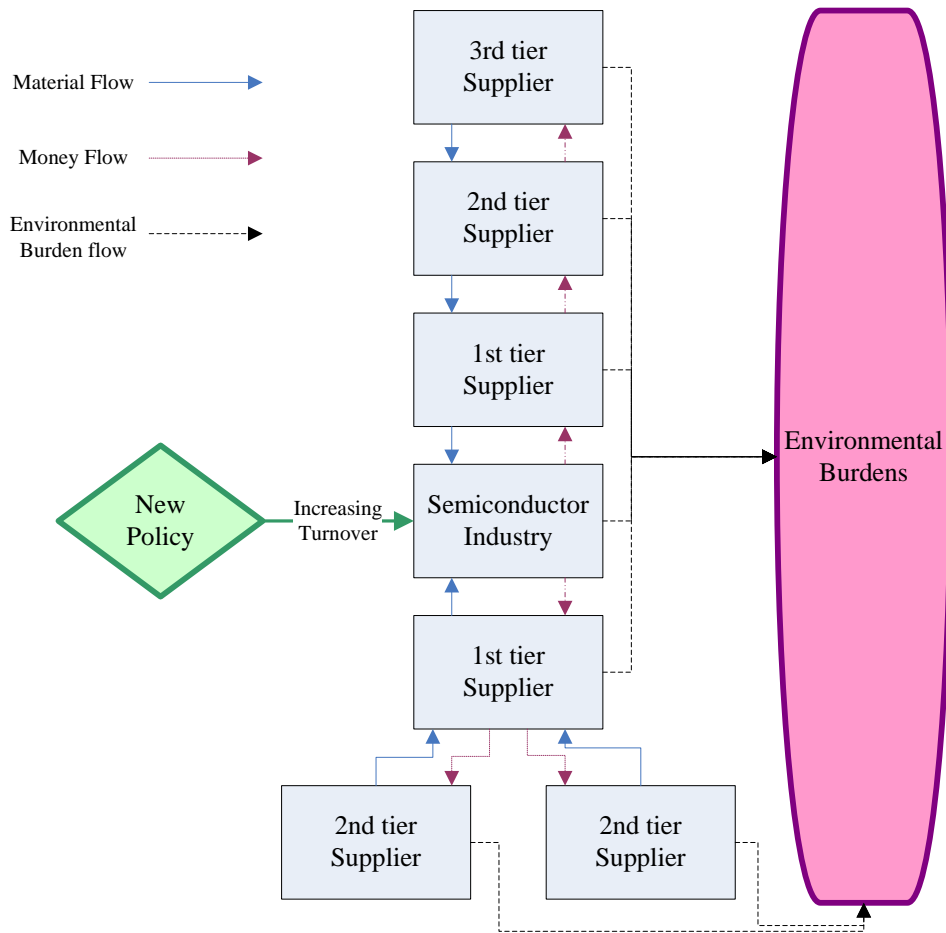 Material Flow
Money Flow
Environmental
Burden flow
3rd tier
Supplier
2nd tier
Supplier
1st tier
Supplier
New
Policy
Increasing
Turnover
Semiconductor
Industry
1st tier
Supplier
2nd tier
Supplier
2nd tier
Supplier
Environmental
Burdens